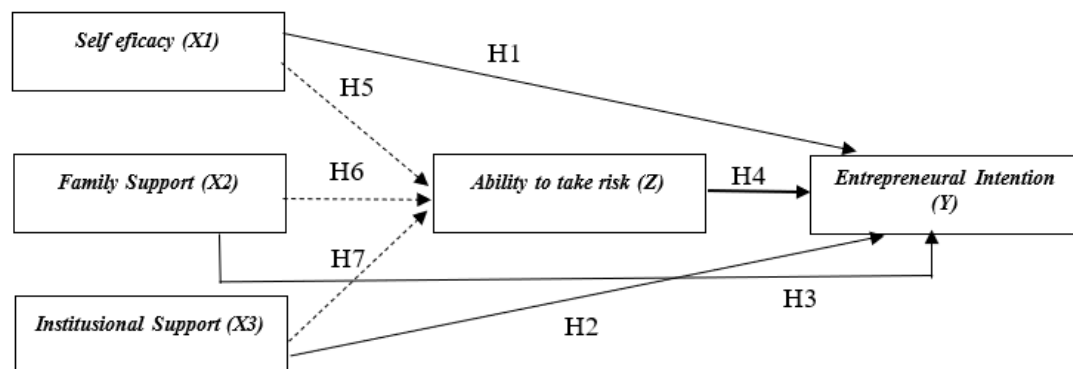 Self eficacy (X1)
H1
H5
Family Support (X2)
H6
Ability to take risk (Z)
H4
Entrepreneural Intention
(Y)
H7
H3
Institusional Support (X3)
H2